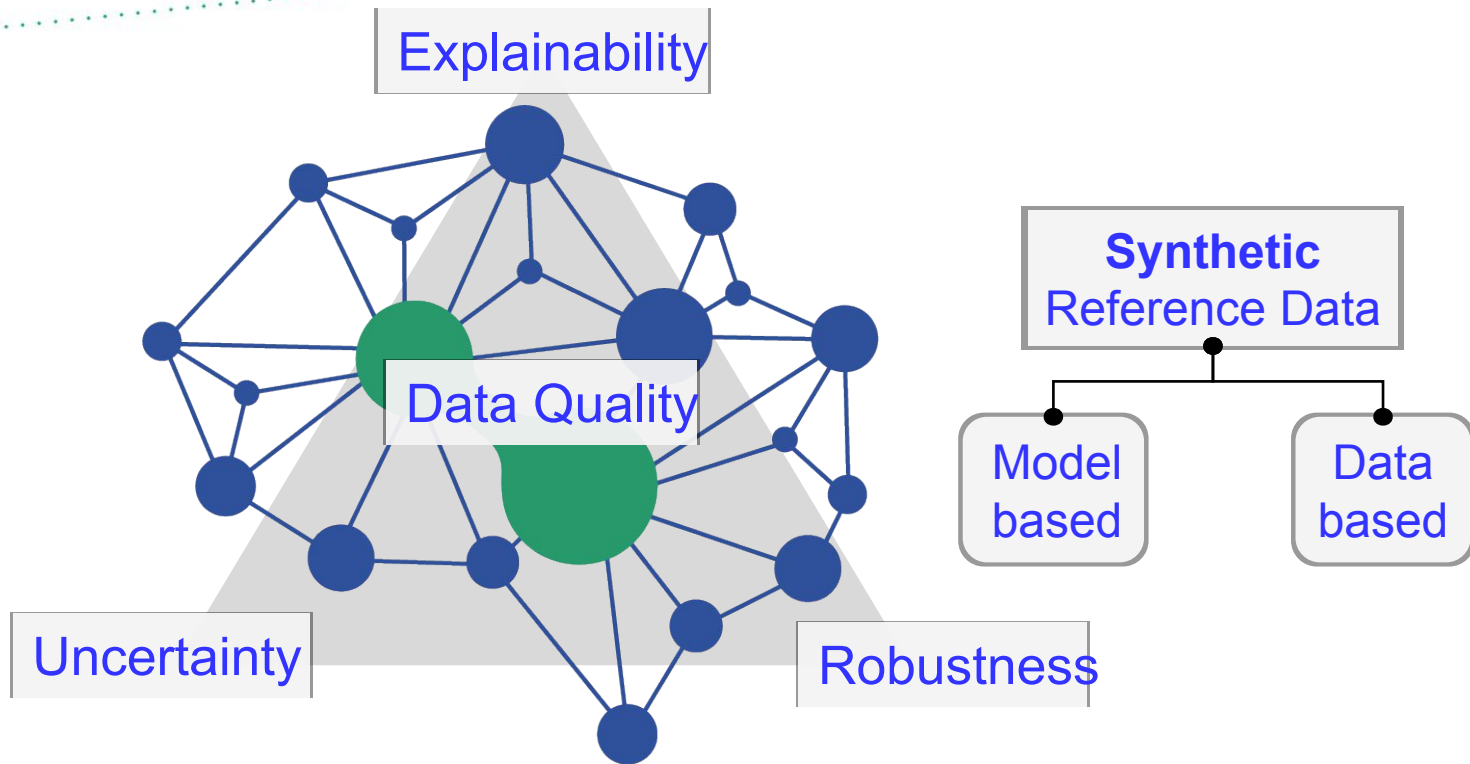 Explainability
Data Quality
Uncertainty
Robustness
Synthetic
Reference Data
Model
based
Data
based